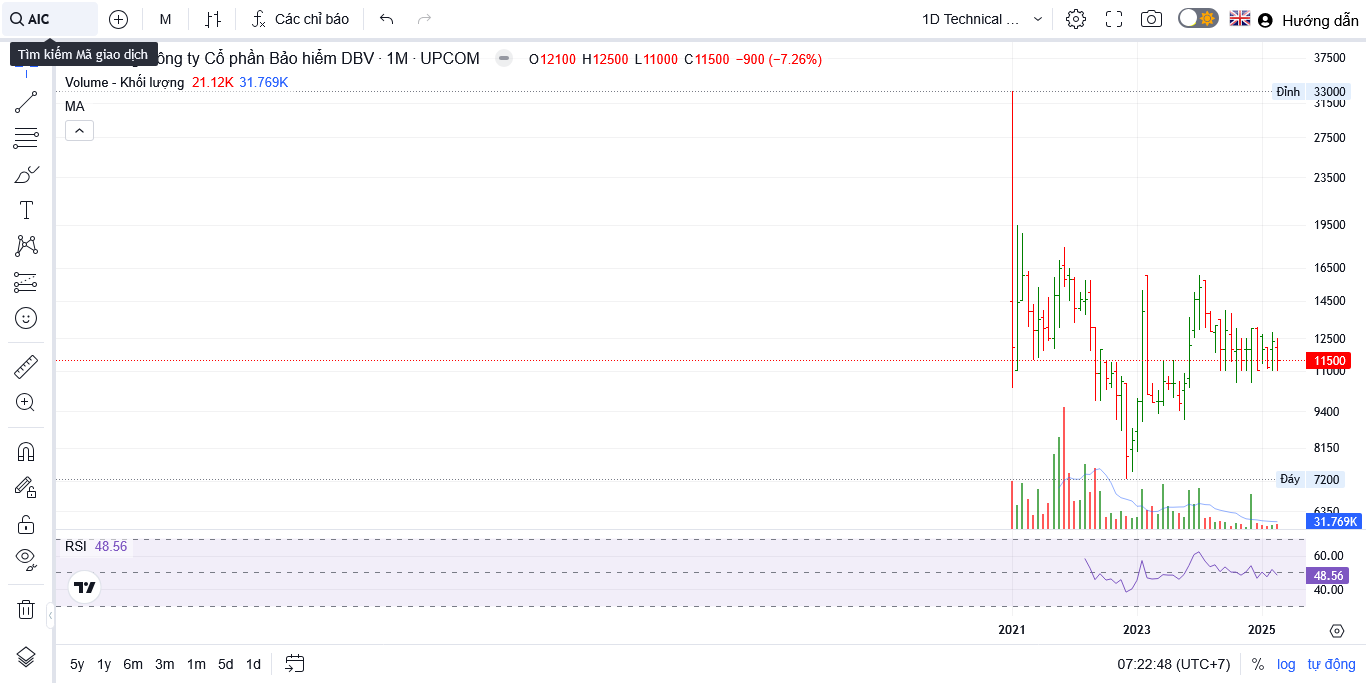 AIC
M
Các chỉ báo
1D Technical ...
Hướng dẫn
Tìm kiếm Mã giao dịch
ông ty Cổ phần Bảo hiểm DBV · 1M · UPCOM
O12100 H12500 L11000 C11500 −900 (−7.26%)
Volume - Khối lượng 21.12K 31.769K
MA
37500
Đỉnh 33000
31500
27500
23500
19500
16500
14500
12500
11500
11000
9400
8150
Đáy 7200
6350
31.769K
RSI 48.56
60.00
48.56
40.00
2021 2023 2025
5y 1y 6m 3m 1m 5d 1d
07:22:48 (UTC+7) % log tự động